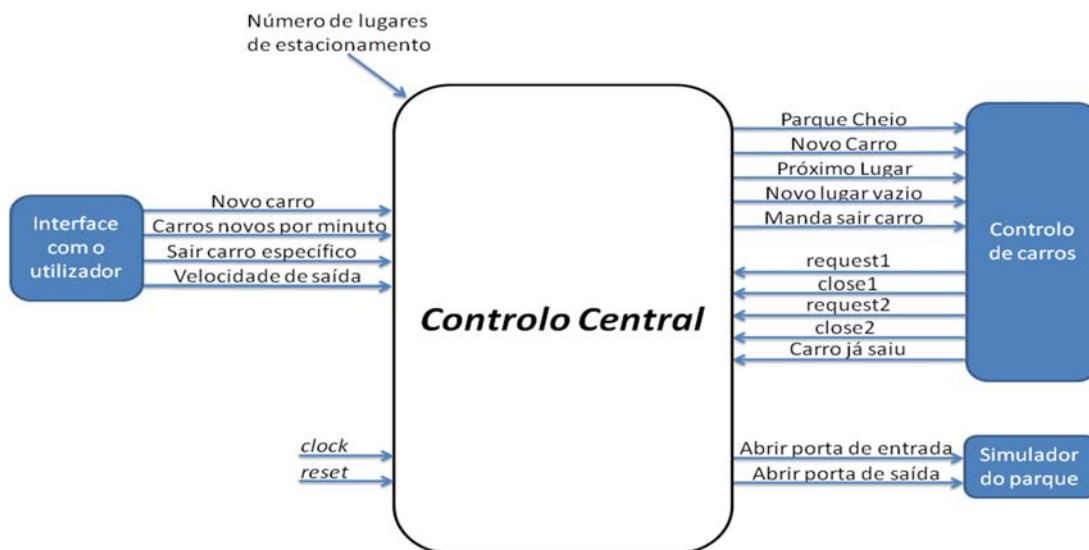 Número de lugares
de estacionamento
Interface
com o
utilizador
Novo carro
Carros novos por minuto
Sair carro específico
Velocidade de saída
clock
reset
Controlo Central
Parque Cheio
Novo Carro
Próximo Lugar
Novo lugar vazio
Manda sair carro
request1
close1
request2
close2
Carro já saiu
Controlo
de carros
Abrir porta de entrada
Abrir porta de saída
Simulador
do parque